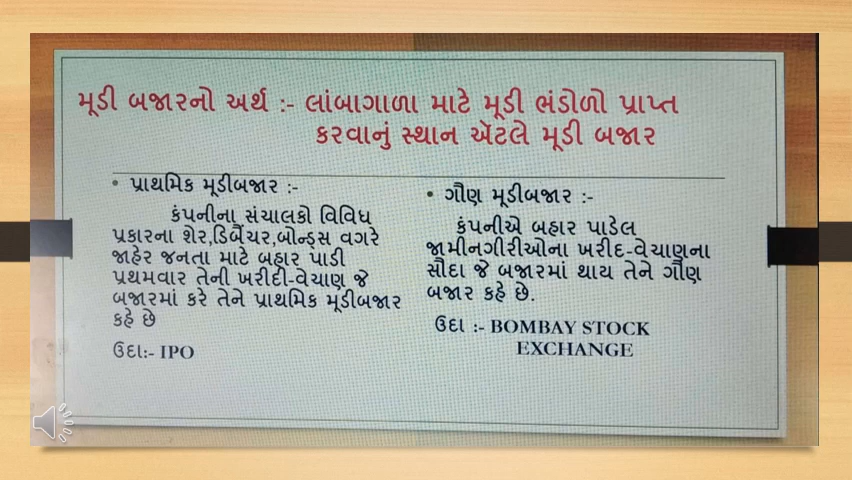 મૂડી બજારનો અર્થ :- લાંબાગાળા માટે મૂડી ભંડોળો પ્રાપ્ત
કરવાનું સ્થાન ઍટલે મૂડી બજાર
• પ્રાથમિક મૂડીબજાર :-
કંપનીના સંચાલકો વિવિધ
પ્રકારના શેર,ડિબેંચર,બોન્ડ્સ વગરે
જાહેર જનતા માટે બહાર પાડી
પ્રથમવાર તેની ખરીદી-વેચાણ જે
બજારમાં કરે તેને પ્રાથમિક મૂડીબજાર
કહે છે
ઉદા:- IPO
• ગૌણ મૂડીબજાર :-
કંપનીએ બહાર પાડેલ
જામીનગીરીઓના ખરીદ-વેચાણના
સૌદા જે બજારમાં થાય તેને ગૌણ
બજાર કહે છે.
ઉદા :- BOMBAY STOCK
EXCHANGE